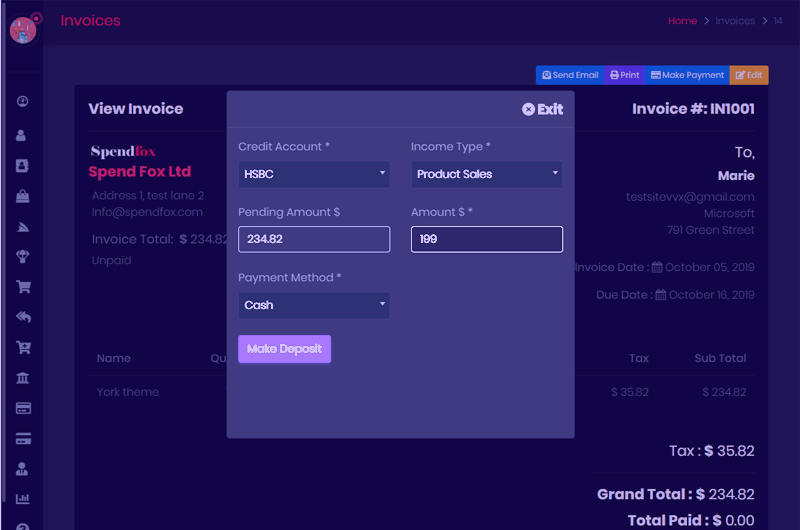 Invoices
Home > Invoices > 14
Send Email Print Make Payment Edit
View Invoice
Invoice #: IN1001
Exit
Spendfox
Spend Fox Ltd
Address 1, test lane 2
Info@spendfox.com
Invoice Total: $ 234.82
Unpaid
Credit Account *
Income Type *
HSBC
Product Sales
Pending Amount $
Amount $ *
234.82
199
Payment Method *
Cash
Make Deposit
To,
Marie
testsitevvx@gmail.com
Microsoft
791 Green Street
Invoice Date : October 05, 2019
Due Date : October 16, 2019
Name Qu Tax Sub Total
York theme $ 35.82 $ 234.82
Tax : $ 35.82
Grand Total : $ 234.82
Total Paid : $ 0.00